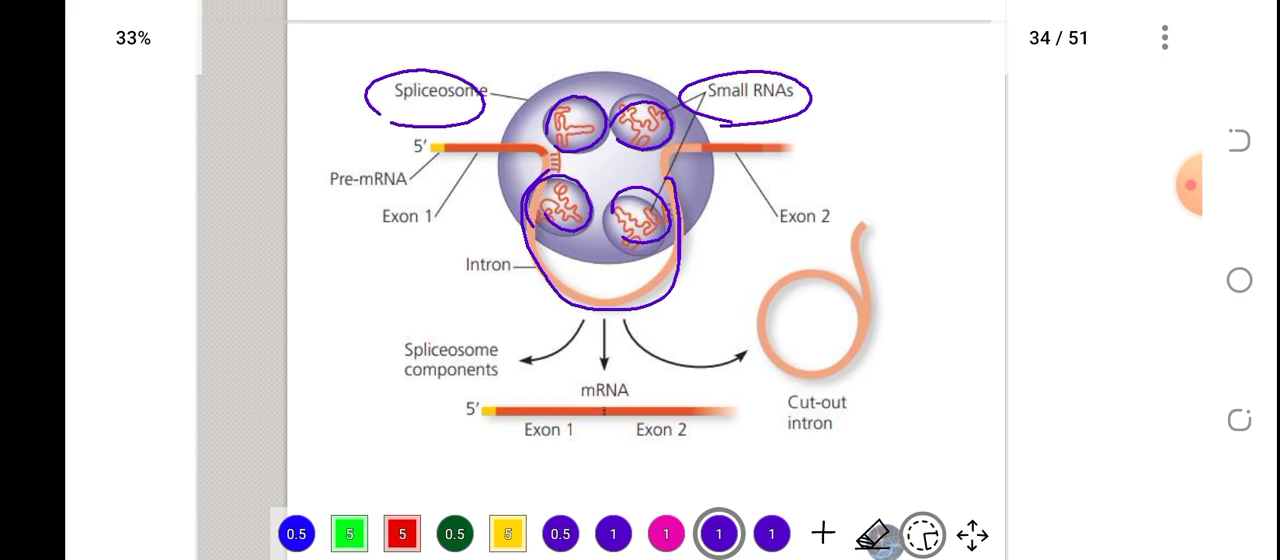 33%
34 / 51
Spliceosome
Small RNAs
5′
Pre-mRNA
Exon 1
Exon 2
Intron
Spliceosome
components
mRNA
5′
Exon 1
Exon 2
Cut-out
intron
0.5
5
5
0.5
5
0.5
1
1
1
1